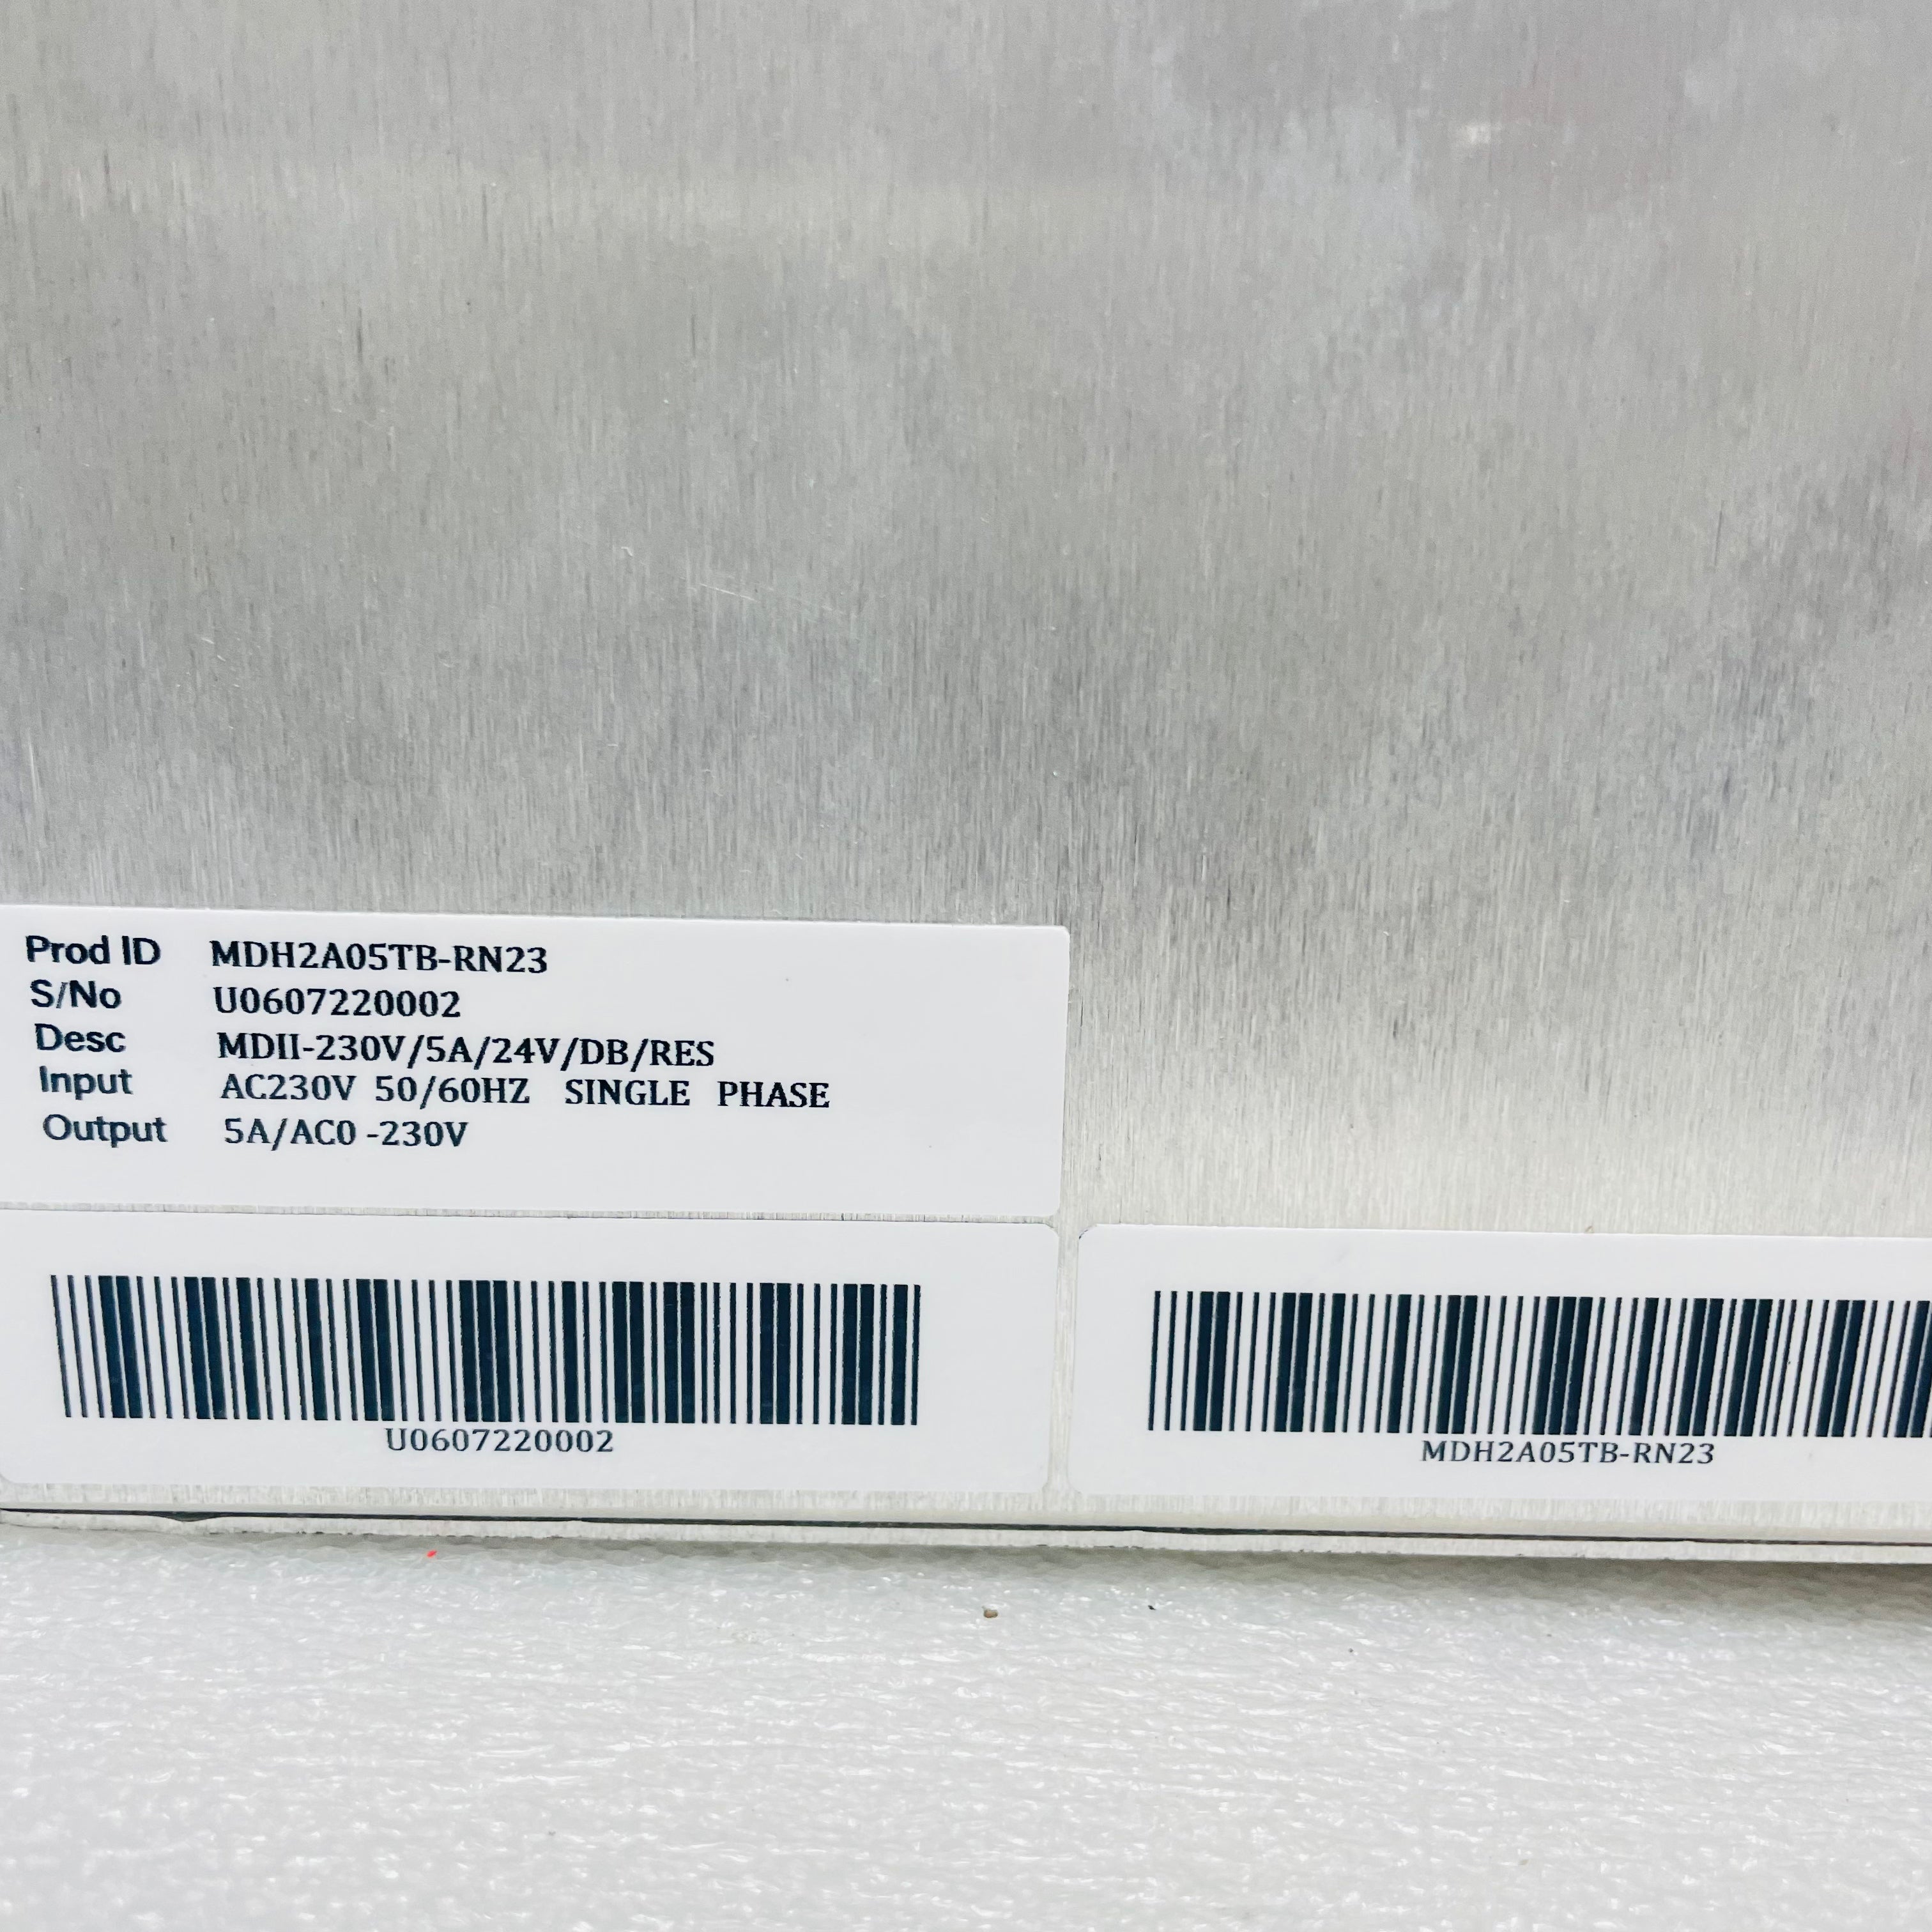 Prod ID MDH2A05TB-RN23
S/No U0607220002
Desc MDII-230V/5A/24V/DB/RES
Input AC230V 50/60HZ SINGLE PHASE
Output 5A/AC0 -230V
U0607220002
MDH2A05TB-RN23